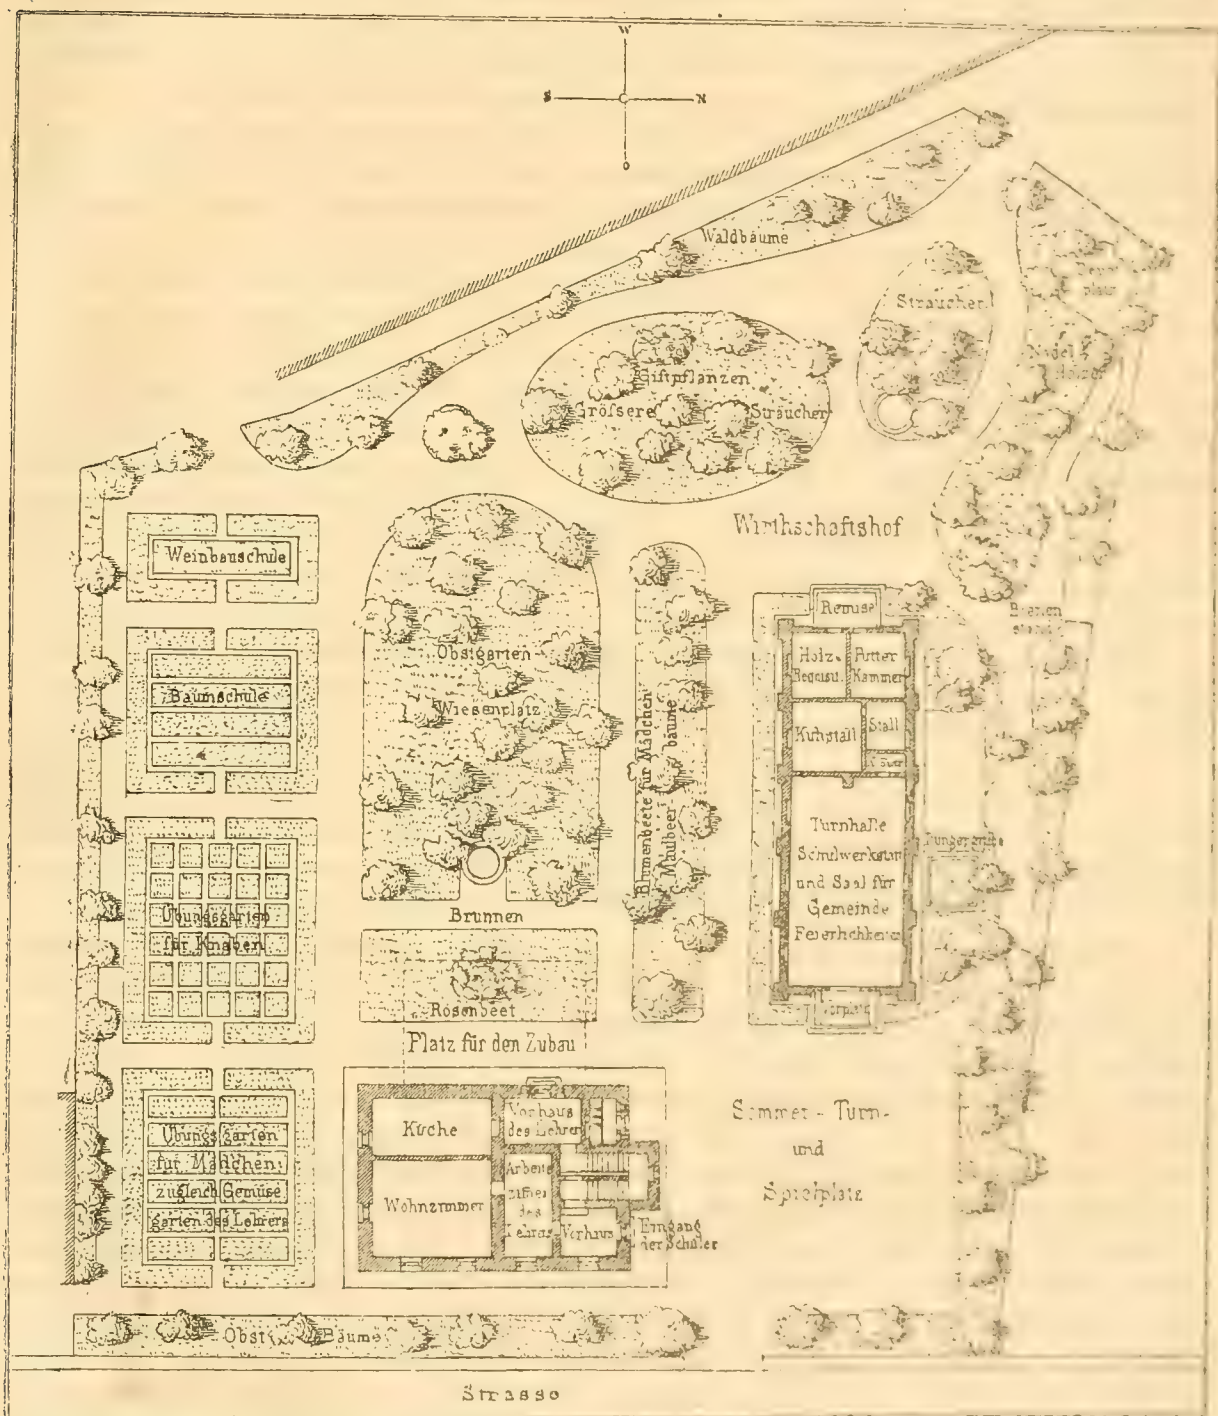 W
S N
O
Waldbäume
Sträucher
Giftpflanzen
Größere Sträucher
Wirthschaftshof
Weinbauschule
Remise
Holz
Futter
Kammer
Obstgarten
Wiesenplatz
Baumschule
Kuhstall
Stall
Blumenbeete für Mädchen
Maulbeerbäume
Turnhalle
Schulwerkstatt
und Saal für
Gemeinde
Feierlichkeiten
Düngergrube
Brunnen
Übungsgarten
für Knaben
Rosenbeet
Vorplatz
Platz für den Zubau
Küche
Vorhaus
des Lehrers
Sommer-Turn-
und
Spielplatz
Übungsgarten
für Mädchen
zugleich Gemüse
garten des Lehrers
Wohnzimmer
Arbeits
zimer
des
Lehrers
Vorhaus
Eingang
der Schüler
Obst Bäume
Strasse